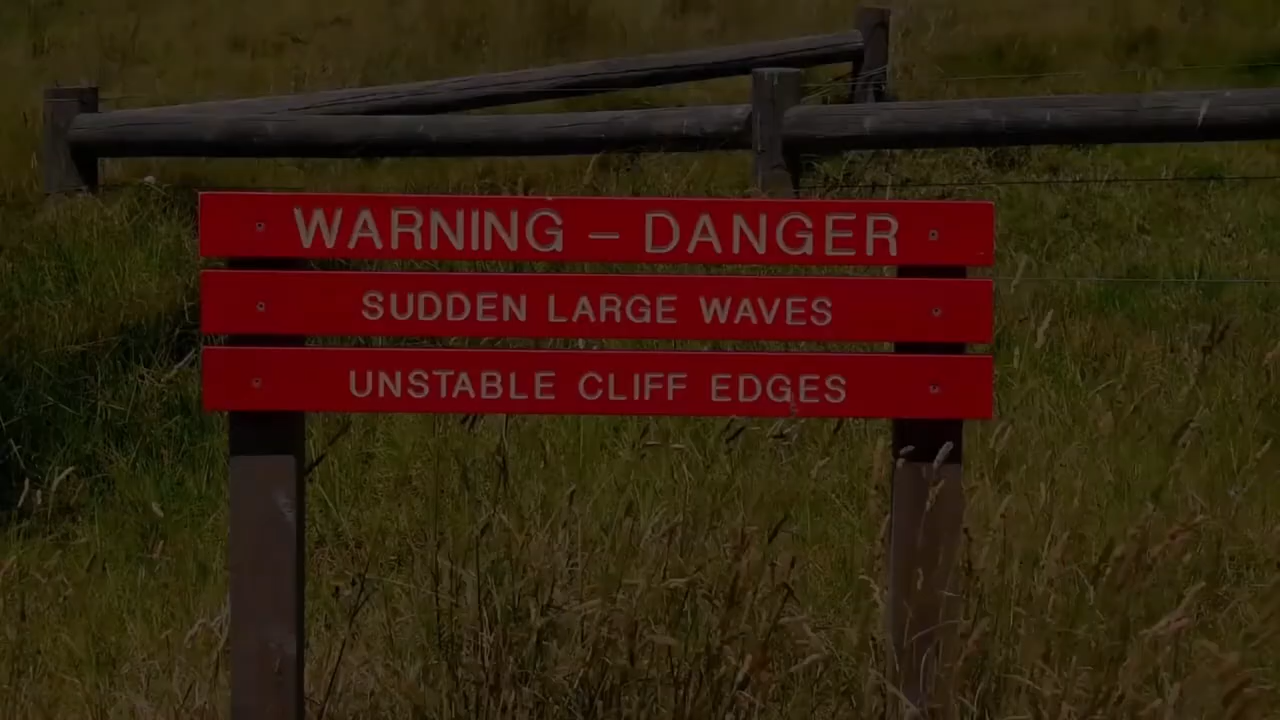 WARNING – DANGER
SUDDEN LARGE WAVES
UNSTABLE CLIFF EDGES